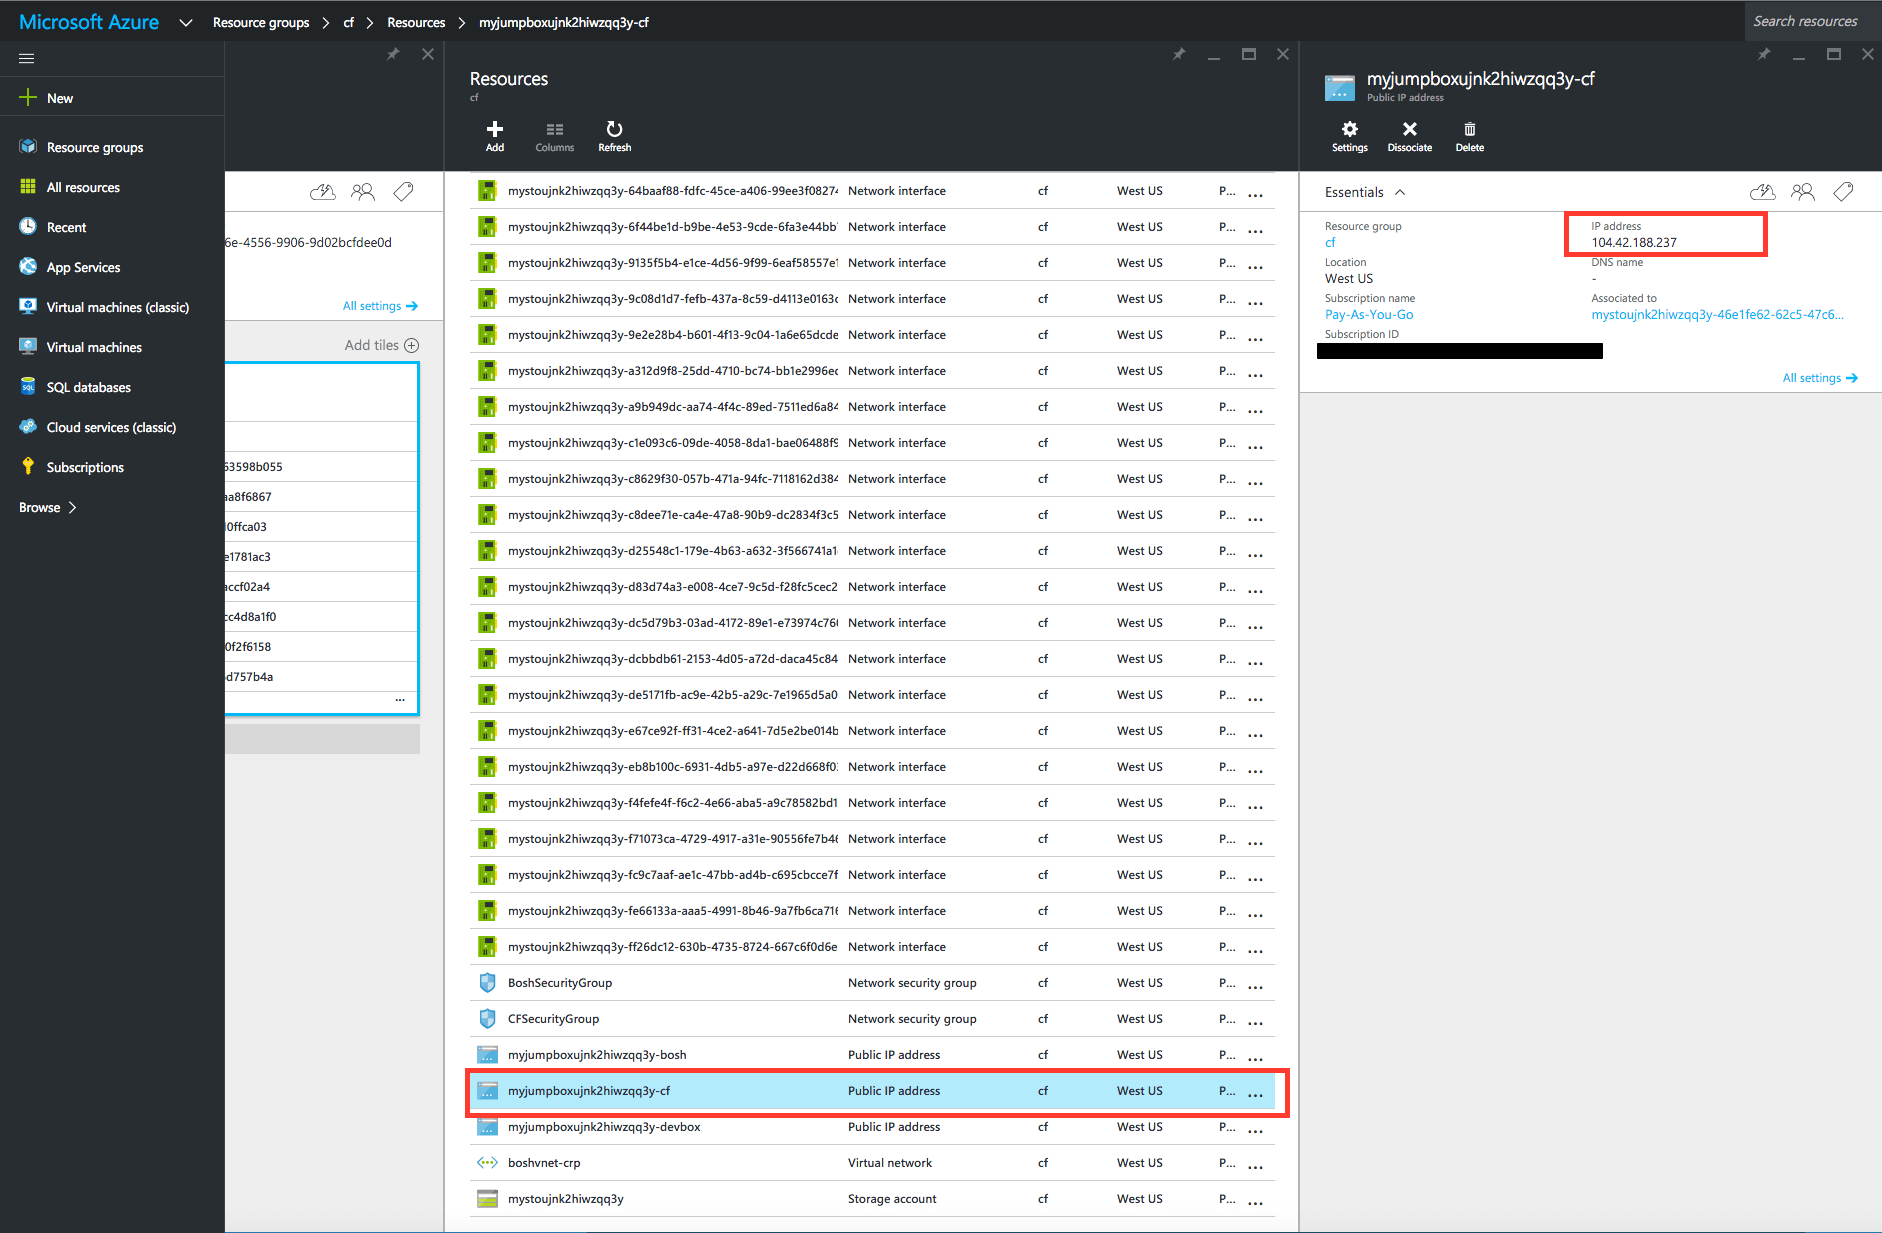 Microsoft Azure
Resource groups > cf > Resources > myjumpboxujnk2hiwzqq3y-cf
Search resources
New
Resource groups
All resources
Recent
App Services
Virtual machines (classic)
Virtual machines
SQL databases
Cloud services (classic)
Subscriptions
Browse
6e-4556-9906-9d02bcfdee0d
All settings
Add tiles
63598b055
aa8f6867
l0ffca03
e1781ac3
accf02a4
cc4d8a1f0
0f2f6158
d757b4a
...
Resources
cf
Add
Columns
Refresh
mystoujnk2hiwzqq3y-64baaf88-fdfc-45ce-a406-99ee3f08274 Network interface cf West US P... ...
mystoujnk2hiwzqq3y-6f44be1d-b9be-4e53-9cde-6fa3e44bb Network interface cf West US P... ...
mystoujnk2hiwzqq3y-9135f5b4-e1ce-4d56-9f99-6eaf58557e1 Network interface cf West US P... ...
mystoujnk2hiwzqq3y-9c08d1d7-fefb-437a-8c59-d4113e0163c Network interface cf West US P... ...
mystoujnk2hiwzqq3y-9e2e28b4-b601-4f13-9c04-1a6e65dcde Network interface cf West US P... ...
mystoujnk2hiwzqq3y-a312d9f8-25dd-4710-bc74-bb1e2996ec Network interface cf West US P... ...
mystoujnk2hiwzqq3y-a9b949dc-aa74-4f4c-89ed-7511ed6a84 Network interface cf West US P... ...
mystoujnk2hiwzqq3y-c1e093c6-09de-4058-8da1-bae06488f9 Network interface cf West US P... ...
mystoujnk2hiwzqq3y-c8629f30-057b-471a-94fc-7118162d384 Network interface cf West US P... ...
mystoujnk2hiwzqq3y-c8dee71e-ca4e-47a8-90b9-dc2834f3c5 Network interface cf West US P... ...
mystoujnk2hiwzqq3y-d25548c1-179e-4b63-a632-3f566741a1 Network interface cf West US P... ...
mystoujnk2hiwzqq3y-d83d74a3-e008-4ce7-9c5d-f28fc5cec2 Network interface cf West US P... ...
mystoujnk2hiwzqq3y-dc5d79b3-03ad-4172-89e1-e73974c760 Network interface cf West US P... ...
mystoujnk2hiwzqq3y-dcbbdb61-2153-4d05-a72d-daca45c84 Network interface cf West US P... ...
mystoujnk2hiwzqq3y-de5171fb-ac9e-42b5-a29c-7e1965d5a0 Network interface cf West US P... ...
mystoujnk2hiwzqq3y-e67ce92f-ff31-4ce2-a641-7d5e2be014b Network interface cf West US P... ...
mystoujnk2hiwzqq3y-eb8b100c-6931-4db5-a97e-d22d668f0 Network interface cf West US P... ...
mystoujnk2hiwzqq3y-f4fefe4f-f6c2-4e66-aba5-a9c78582bd1 Network interface cf West US P... ...
mystoujnk2hiwzqq3y-f71073ca-4729-4917-a31e-90556fe7b46 Network interface cf West US P... ...
mystoujnk2hiwzqq3y-fc9c7aaf-ae1c-47bb-ad4b-c695cbcce7f Network interface cf West US P... ...
mystoujnk2hiwzqq3y-fe66133a-aaa5-4991-8b46-9a7fb6ca716 Network interface cf West US P... ...
mystoujnk2hiwzqq3y-ff26dc12-630b-4735-8724-667c6f0d6e Network interface cf West US P... ...
BoshSecurityGroup Network security group cf West US P... ...
CFSecurityGroup Network security group cf West US P... ...
myjumpboxujnk2hiwzqq3y-bosh Public IP address cf West US P... ...
myjumpboxujnk2hiwzqq3y-cf Public IP address cf West US P... ...
myjumpboxujnk2hiwzqq3y-devbox Public IP address cf West US P... ...
boshvnet-crp Virtual network cf West US P... ...
mystoujnk2hiwzqq3y Storage account cf West US P... ...
myjumpboxujnk2hiwzqq3y-cf
Public IP address
Settings
Dissociate
Delete
Essentials
Resource group
cf
Location
West US
Subscription name
Pay-As-You-Go
Subscription ID
IP address
104.42.188.237
DNS name
-
Associated to
mystoujnk2hiwzqq3y-46e1fe62-62c5-47c6...
All settings